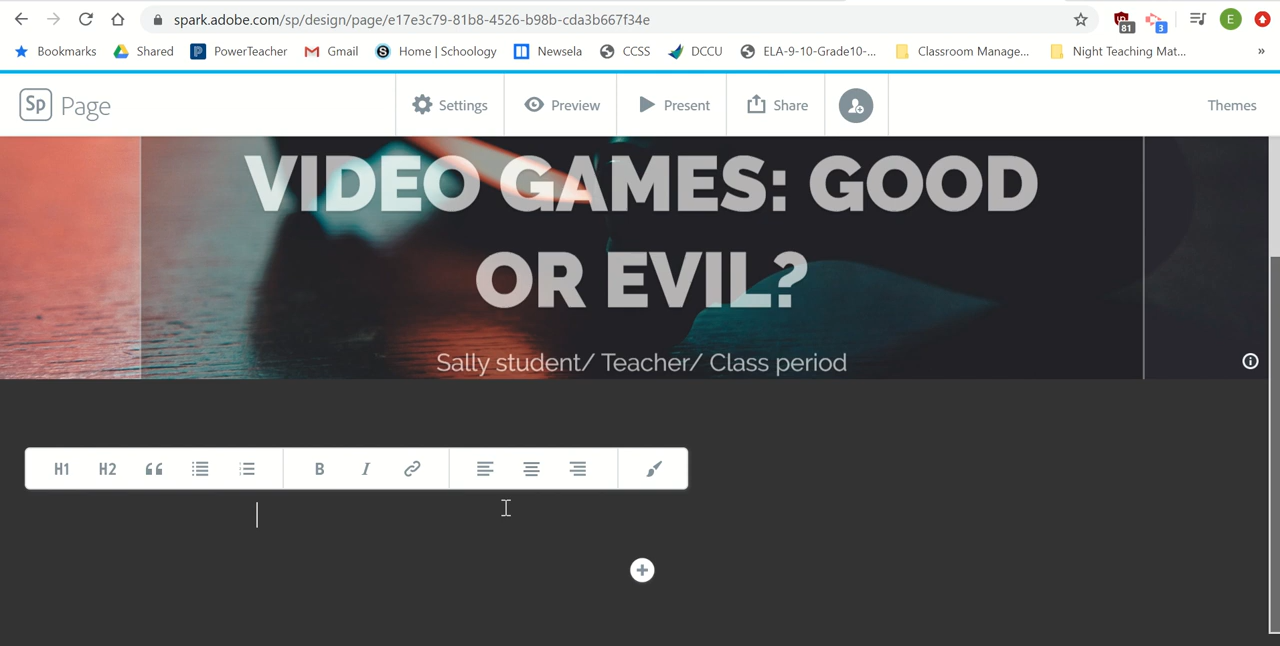 spark.adobe.com/sp/design/page/e17e3c79-81b8-4526-b98b-cda3b667f34e
81
3
E
Bookmarks Shared P PowerTeacher Gmail S Home | Schoology Newsela CCSS DCCU ELA-9-10-Grade10-... Classroom Manage... Night Teaching Mat... »
Sp Page Settings Preview Present Share Themes
VIDEO GAMES: GOOD
OR EVIL?
Sally student/ Teacher/ Class period
H1 H2 B I